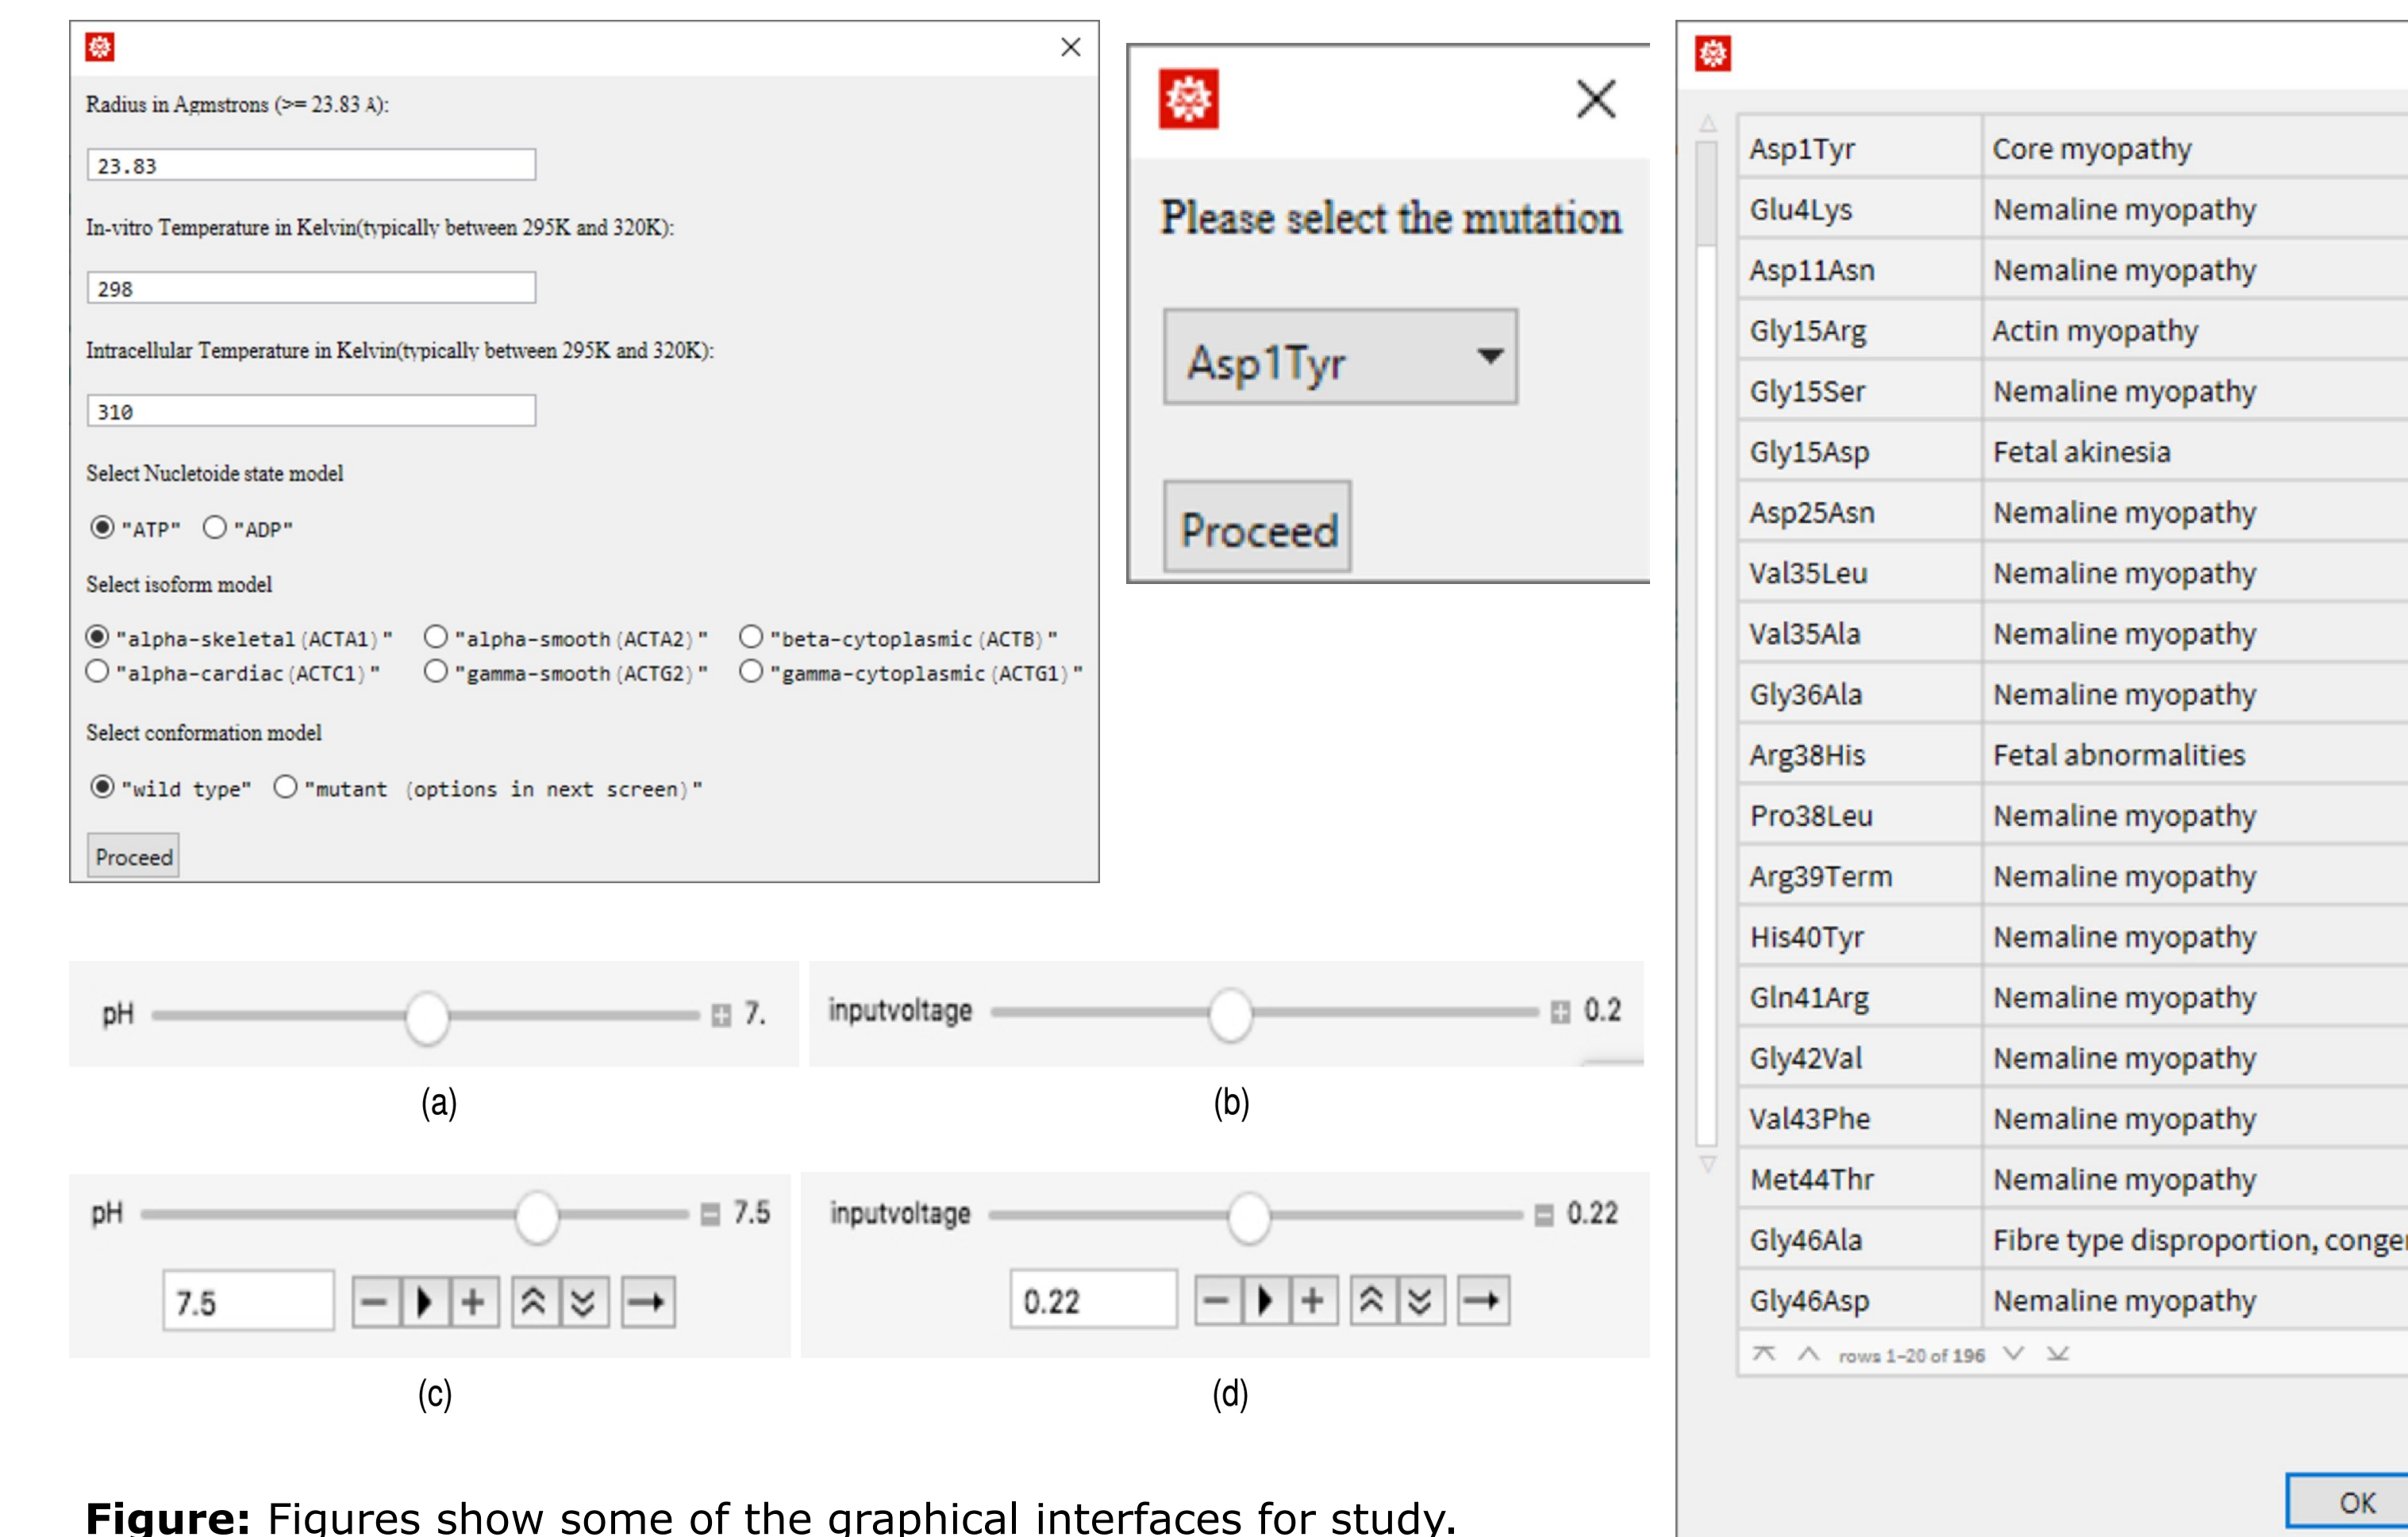 Radius in Agmstrons (>= 23.83 Å):
23.83
In-vitro Temperature in Kelvin(typically between 295K and 320K):
298
Intracellular Temperature in Kelvin(typically between 295K and 320K):
310
Select Nucletoide state model
"ATP" "ADP"
Select isoform model
"alpha-skeletal(ACTA1)" "alpha-smooth(ACTA2)" "beta-cytoplasmic(ACTB)"
"alpha-cardiac(ACTC1)" "gamma-smooth(ACTG2)" "gamma-cytoplasmic(ACTG1)"
Select conformation model
"wild type" "mutant (options in next screen)"
Proceed
Please select the mutation
Asp1Tyr
Proceed
pH 7.
(a)
inputvoltage 0.2
(b)
pH 7.5
7.5
(c)
inputvoltage 0.22
0.22
(d)
Figure: Figures show some of the graphical interfaces for study.
Asp1Tyr Core myopathy
Glu4Lys Nemaline myopathy
Asp11Asn Nemaline myopathy
Gly15Arg Actin myopathy
Gly15Ser Nemaline myopathy
Gly15Asp Fetal akinesia
Asp25Asn Nemaline myopathy
Val35Leu Nemaline myopathy
Val35Ala Nemaline myopathy
Gly36Ala Nemaline myopathy
Arg38His Fetal abnormalities
Pro38Leu Nemaline myopathy
Arg39Term Nemaline myopathy
His40Tyr Nemaline myopathy
Gln41Arg Nemaline myopathy
Gly42Val Nemaline myopathy
Val43Phe Nemaline myopathy
Met44Thr Nemaline myopathy
Gly46Ala Fibre type disproportion,
Gly46Asp Nemaline myopathy
rows 1–20 of 196
OK